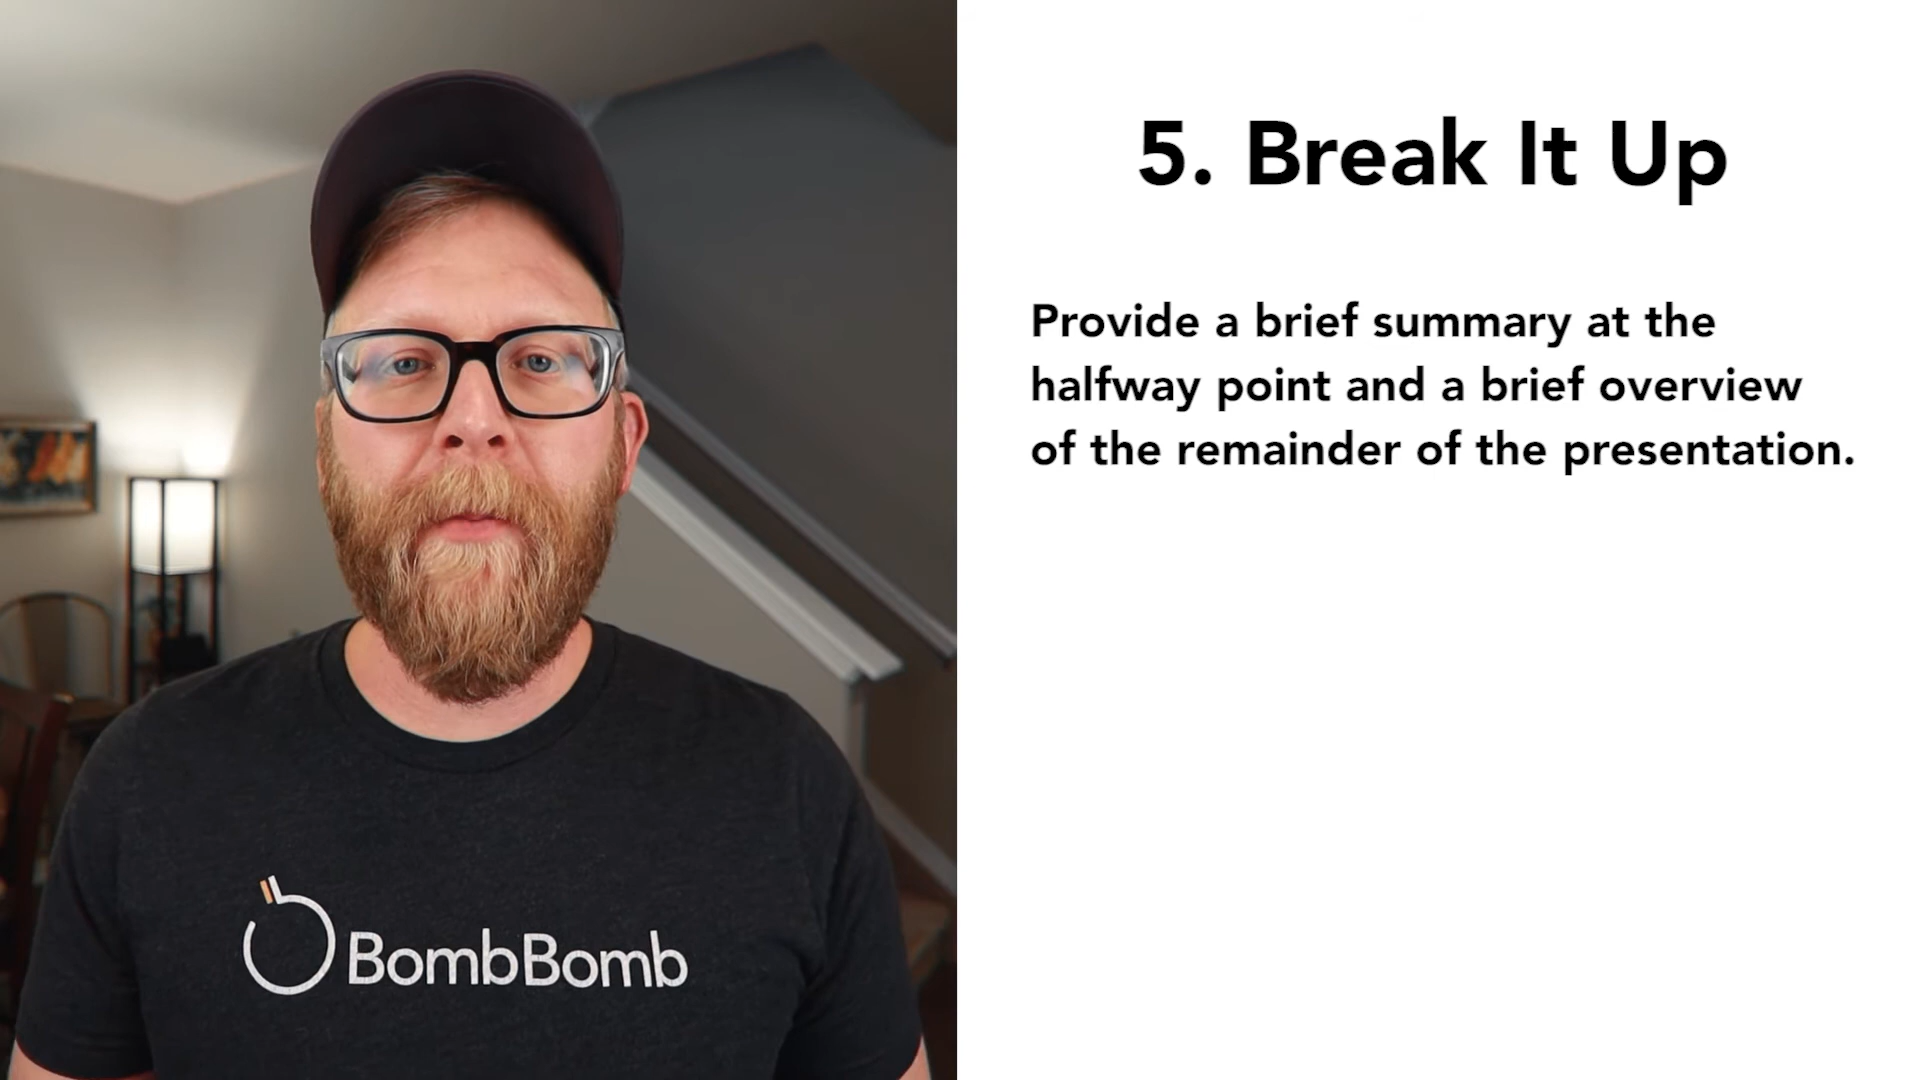 5. Break It Up
Provide a brief summary at the
halfway point and a brief overview
of the remainder of the presentation.
BombBomb